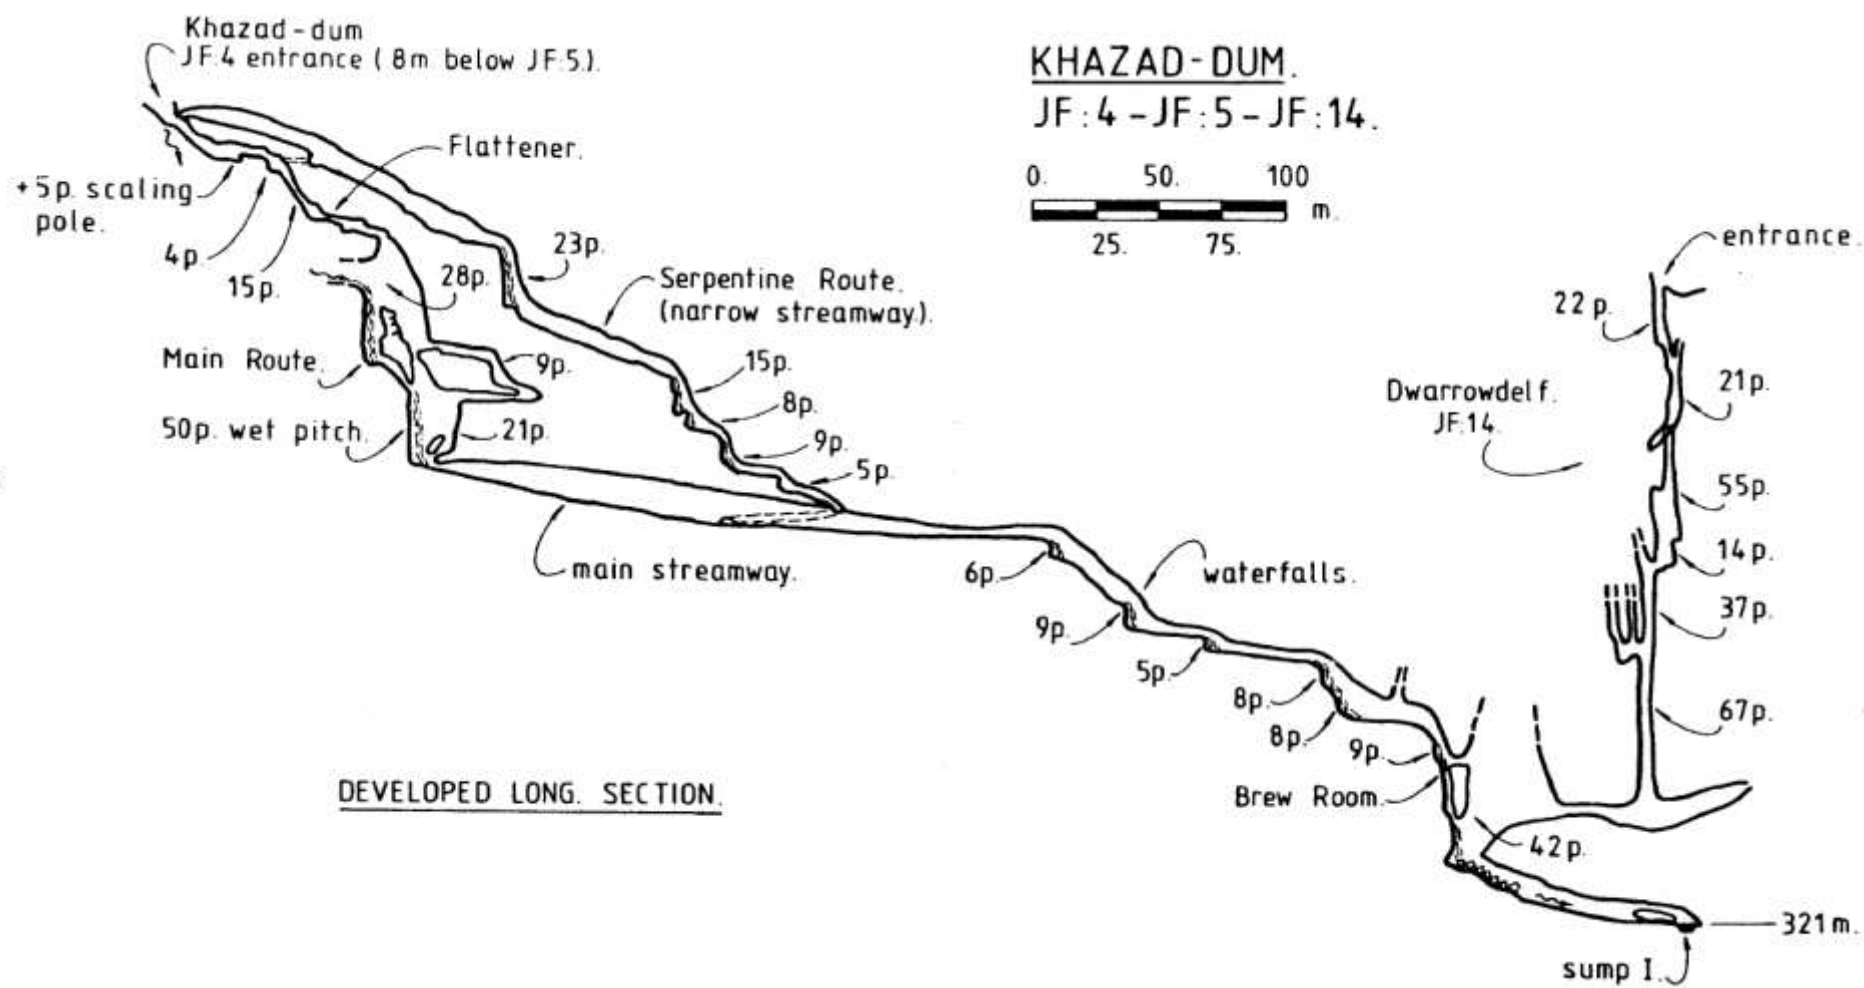 Khazad-dum
JF:4 entrance (8m below JF:5.).
KHAZAD-DUM.
JF:4-JF:5-JF:14.
0. 50. 100
m.
25. 75.
Flattener.
+5p. scaling
pole.
4p.
15p.
28p.
23p.
Serpentine Route.
(narrow streamway.).
Main Route.
9p.
15p.
8p.
50p. wet pitch.
21p.
9p.
5p.
main streamway.
6p.
waterfalls.
9p.
5p.
8p.
8p.
9p.
Brew Room.
42p.
entrance.
22p.
21p.
Dwarrowdelf.
JF:14.
55p.
14p.
37p.
67p.
DEVELOPED LONG. SECTION.
321m.
sump I.